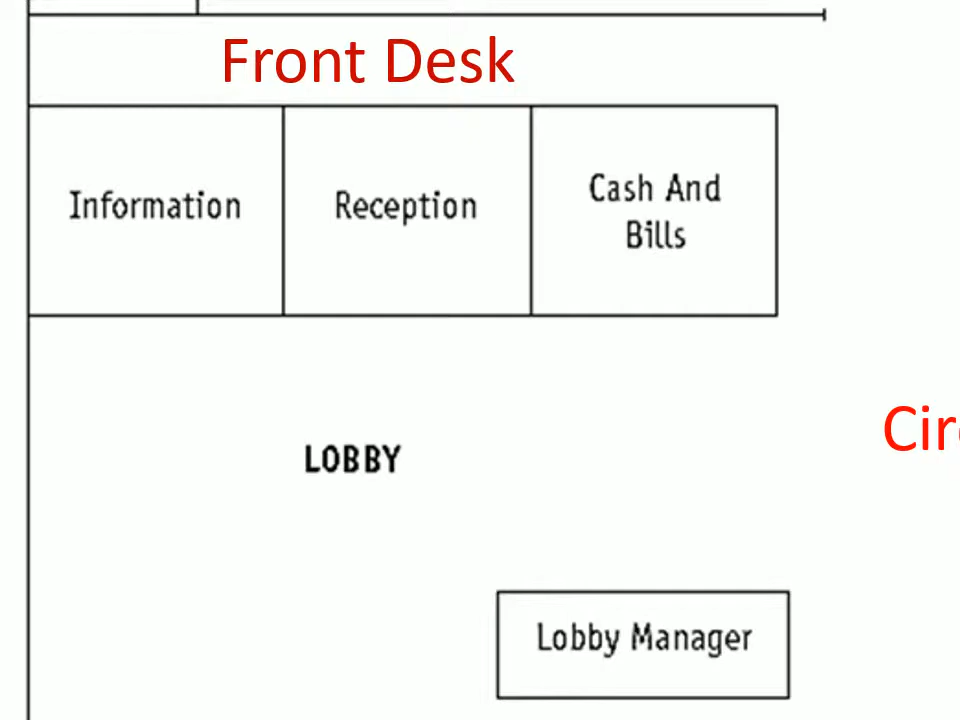 Front Desk
Information
Reception
Cash And
Bills
LOBBY
Lobby Manager